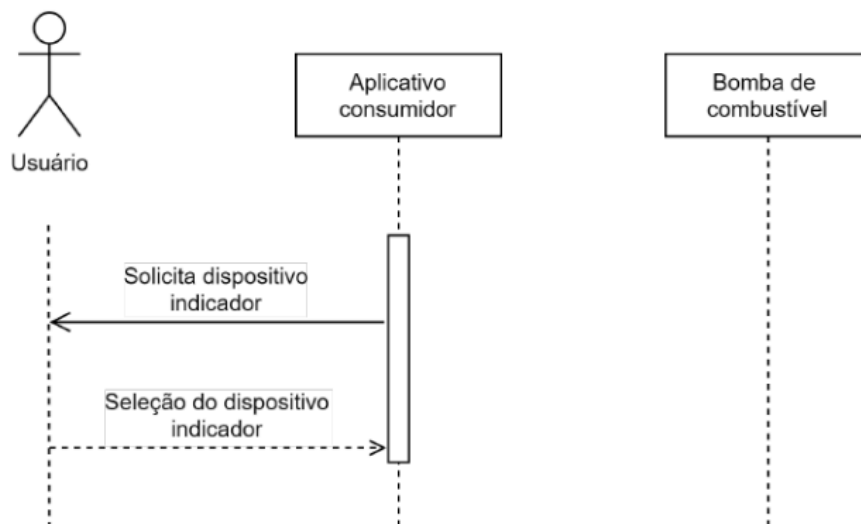 Aplicativo
consumidor
Bomba de
combustível
Usuário
Solicita dispositivo
indicador
Seleção do dispositivo
indicador